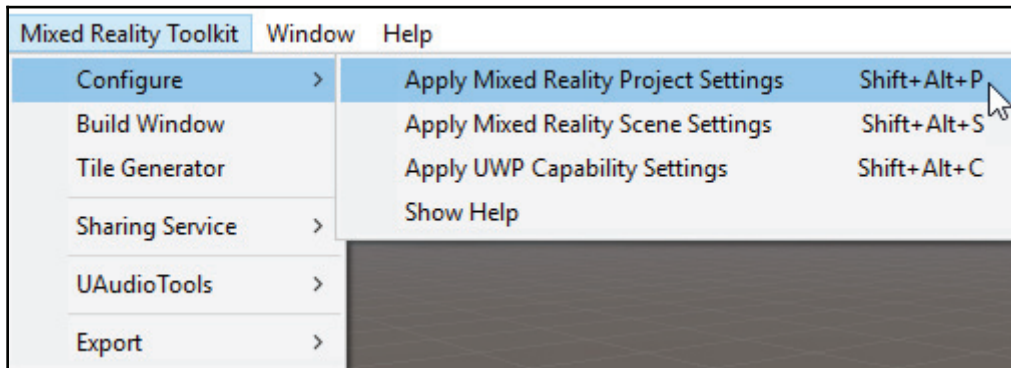 Mixed Reality Toolkit Window Help
Configure > Apply Mixed Reality Project Settings Shift+Alt+P
Build Window Apply Mixed Reality Scene Settings Shift+Alt+S
Tile Generator Apply UWP Capability Settings Shift+Alt+C
Show Help
Sharing Service >
UAudioTools >
Export >